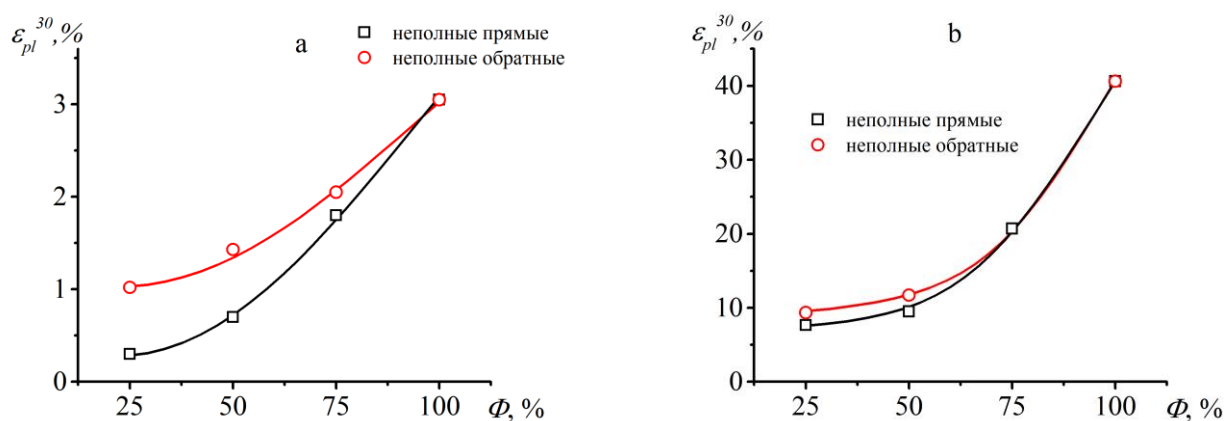 ε_pl^30, %
a
неполные прямые
неполные обратные
3
2
1
0
25 50 75 100 Φ, %
ε_pl^30, %
b
40
неполные прямые
неполные обратные
30
20
10
0
25 50 75 100 Φ, %